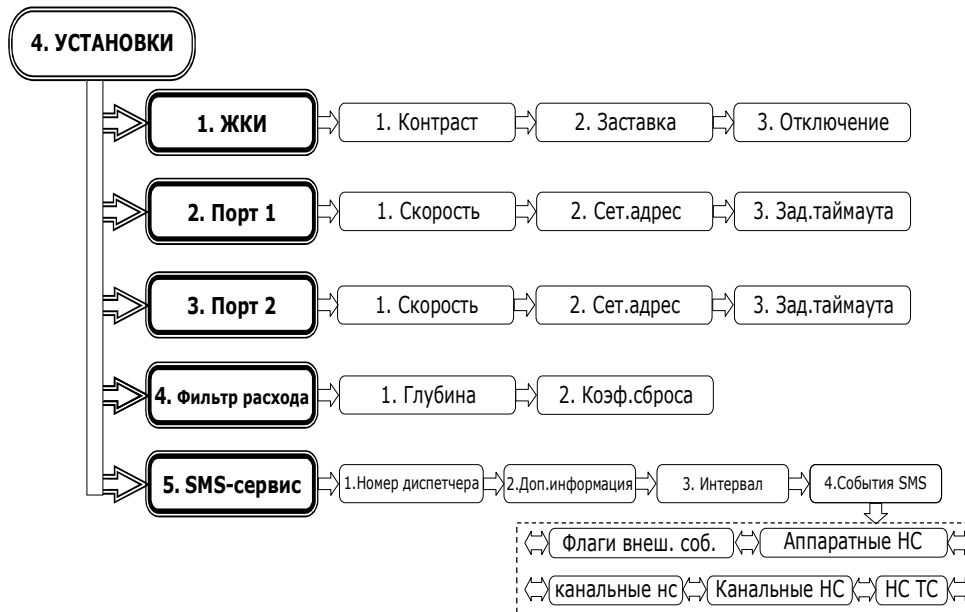 4. УСТАНОВКИ
1. ЖКИ
1. Контраст
2. Заставка
3. Отключение
2. Порт 1
1. Скорость
2. Сет.адрес
3. Зад.таймаута
3. Порт 2
1. Скорость
2. Сет.адрес
3. Зад.таймаута
4. Фильтр расхода
1. Глубина
2. Коэф.сброса
5. SMS-сервис
1.Номер диспетчера
2.Доп.информация
3. Интервал
4.События SMS
Флаги внеш. соб.
Аппаратные НС
канальные нс
Канальные НС
НС ТС